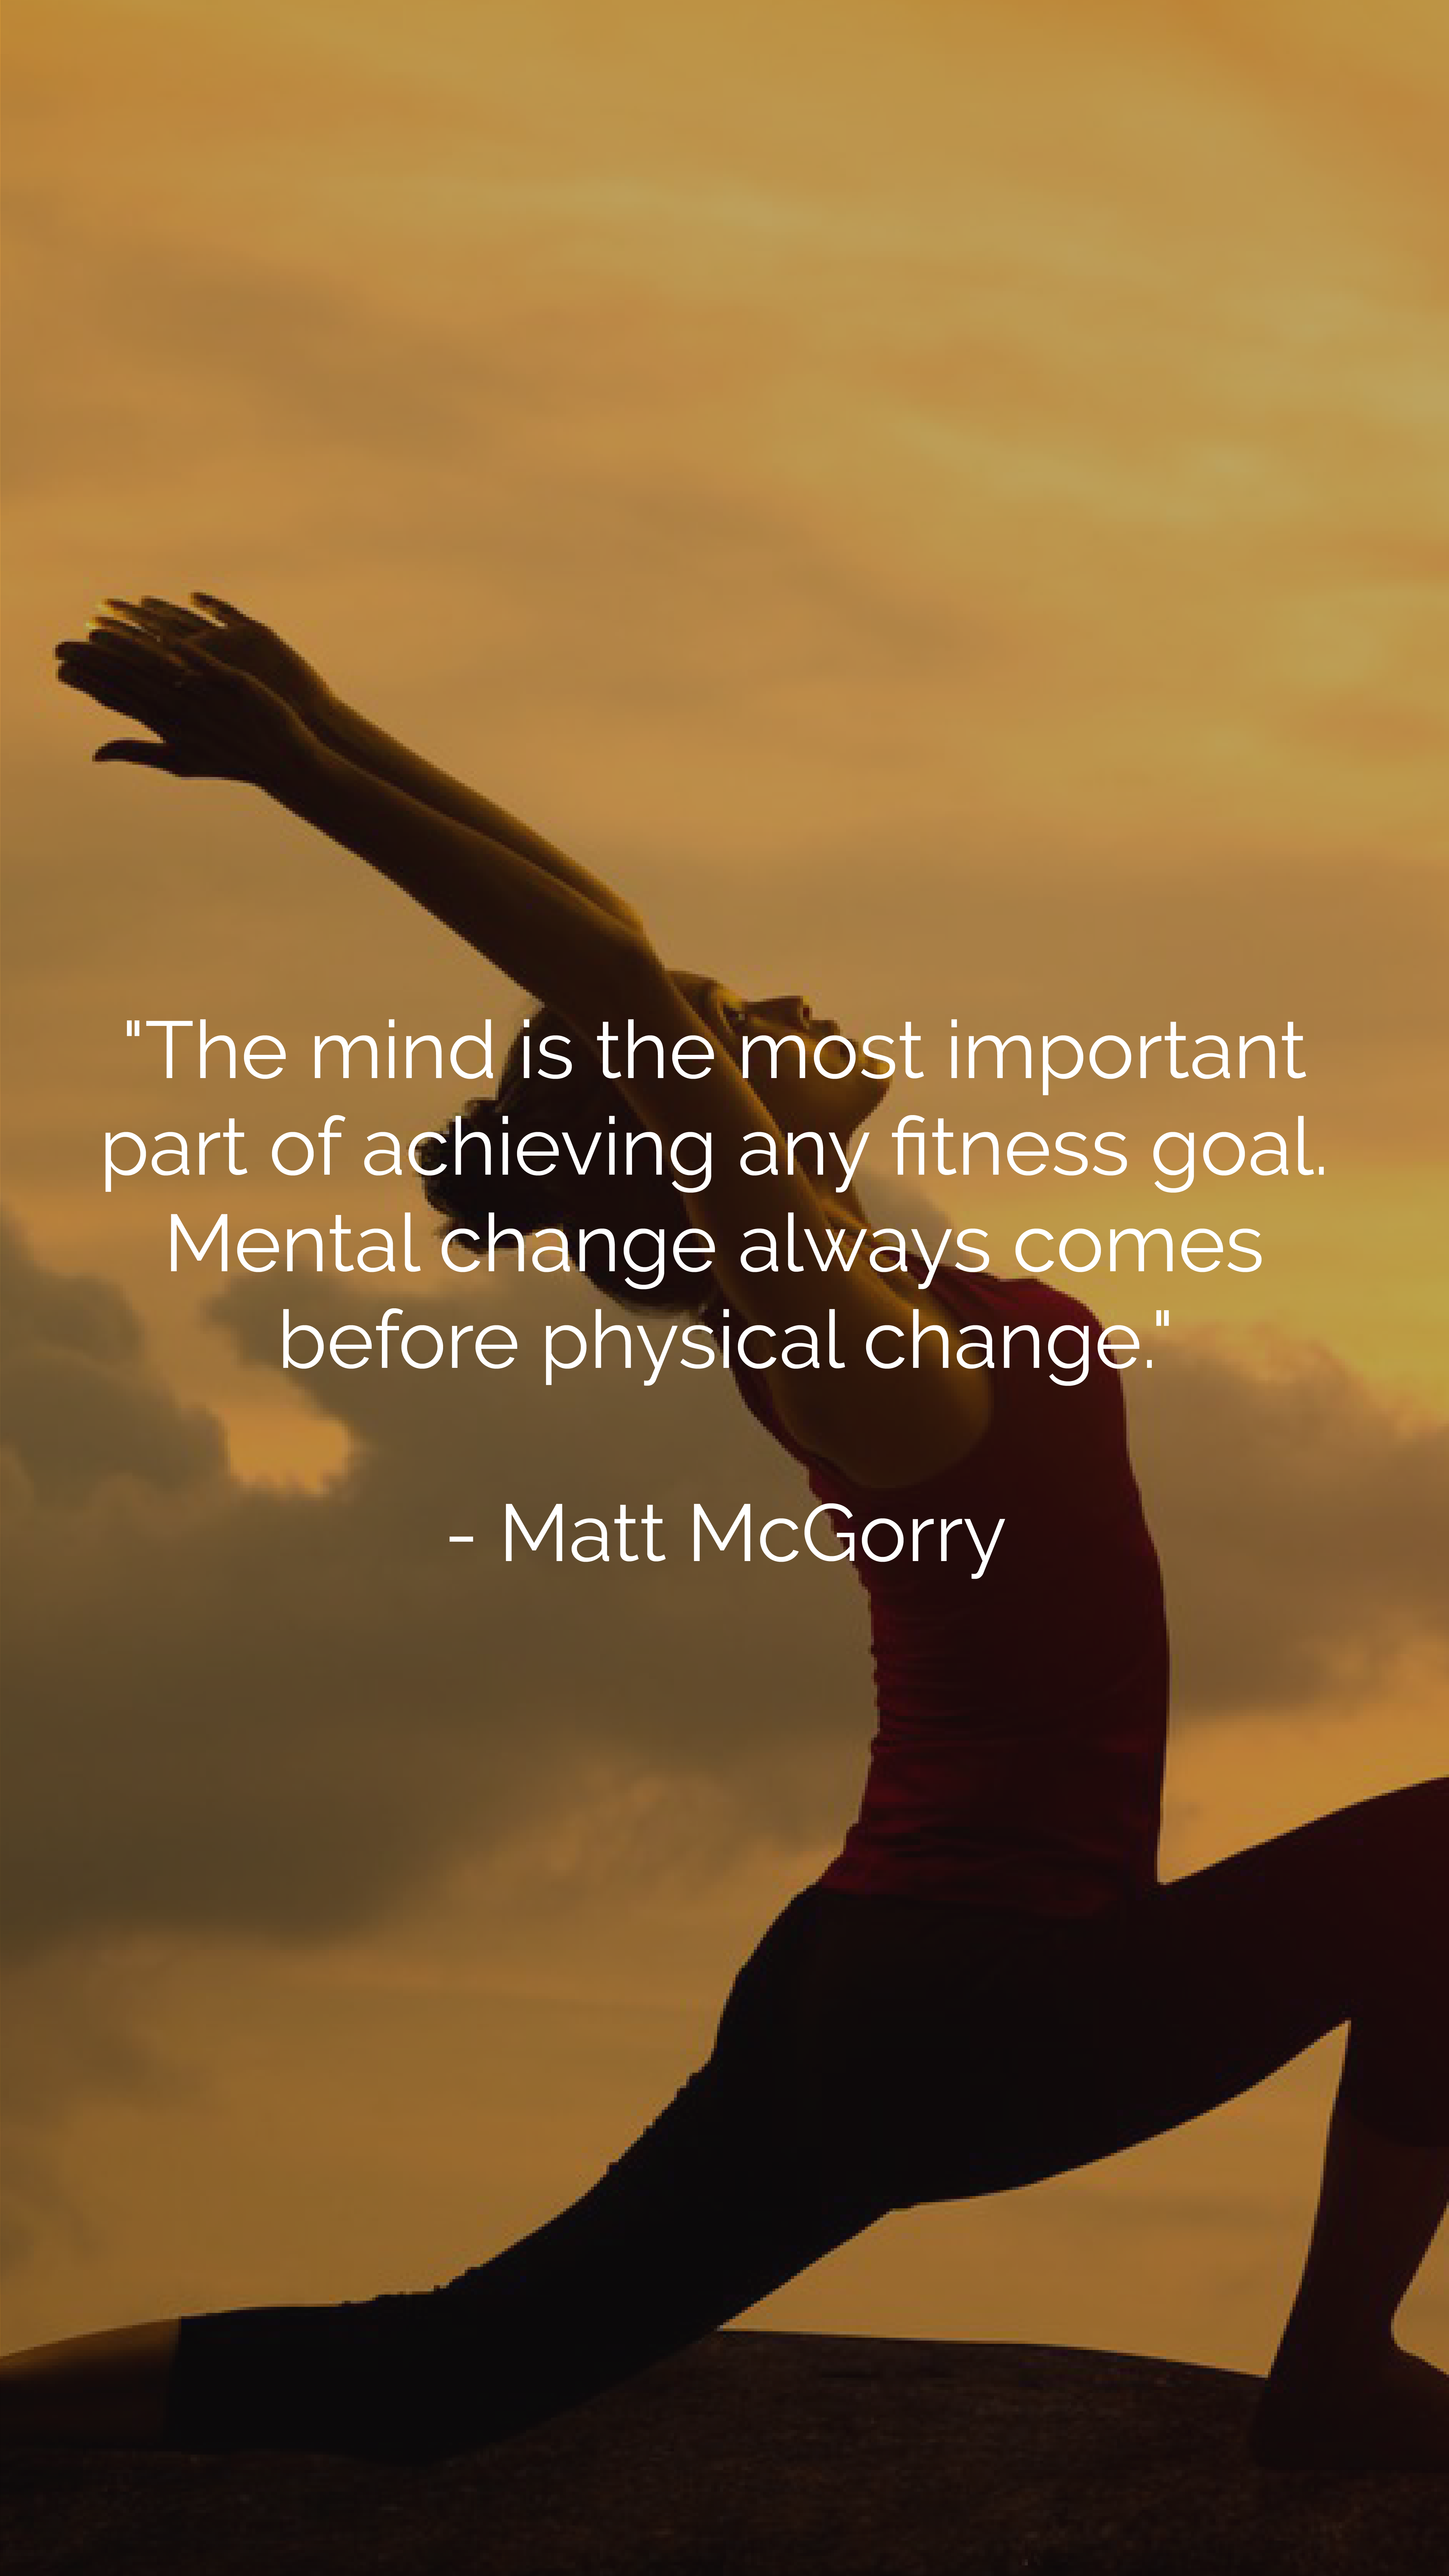 "The mind is the most important
part of achieving any fitness goal.
Mental change always comes
before physical change."
- Matt McGorry